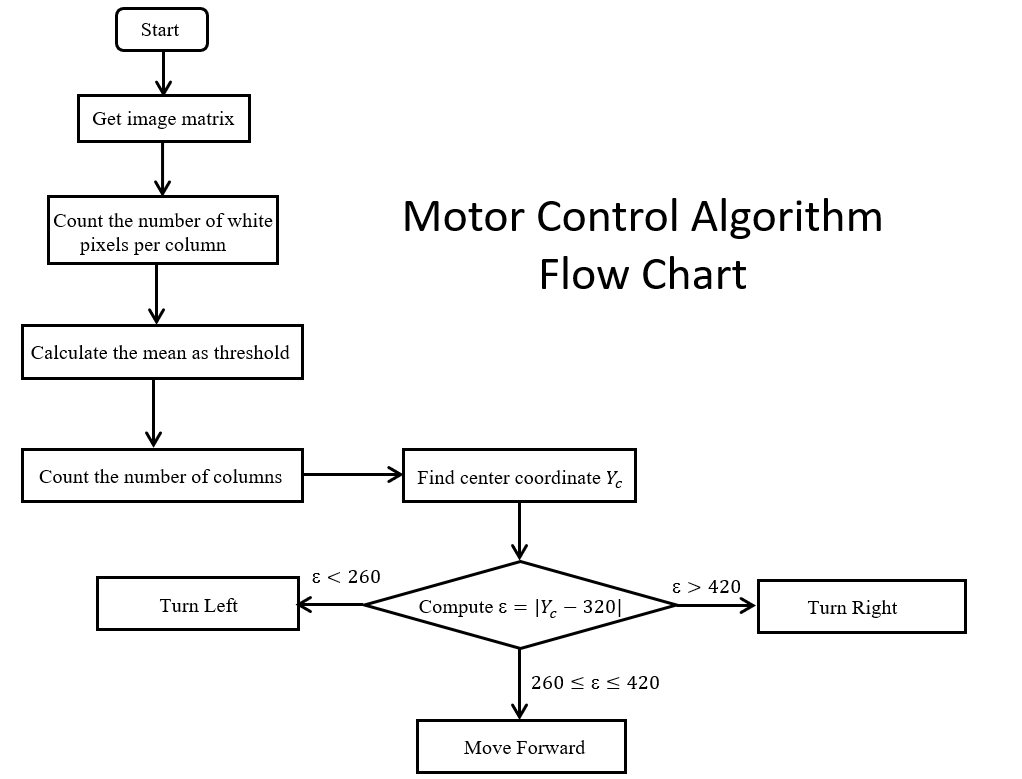 Start
Get image matrix
Count the number of white
pixels per column
Motor Control Algorithm
Flow Chart
Calculate the mean as threshold
Count the number of columns
Find center coordinate Y_c
ε < 260
ε > 420
Turn Left
Compute ε = |Y_c − 320|
Turn Right
260 ≤ ε ≤ 420
Move Forward